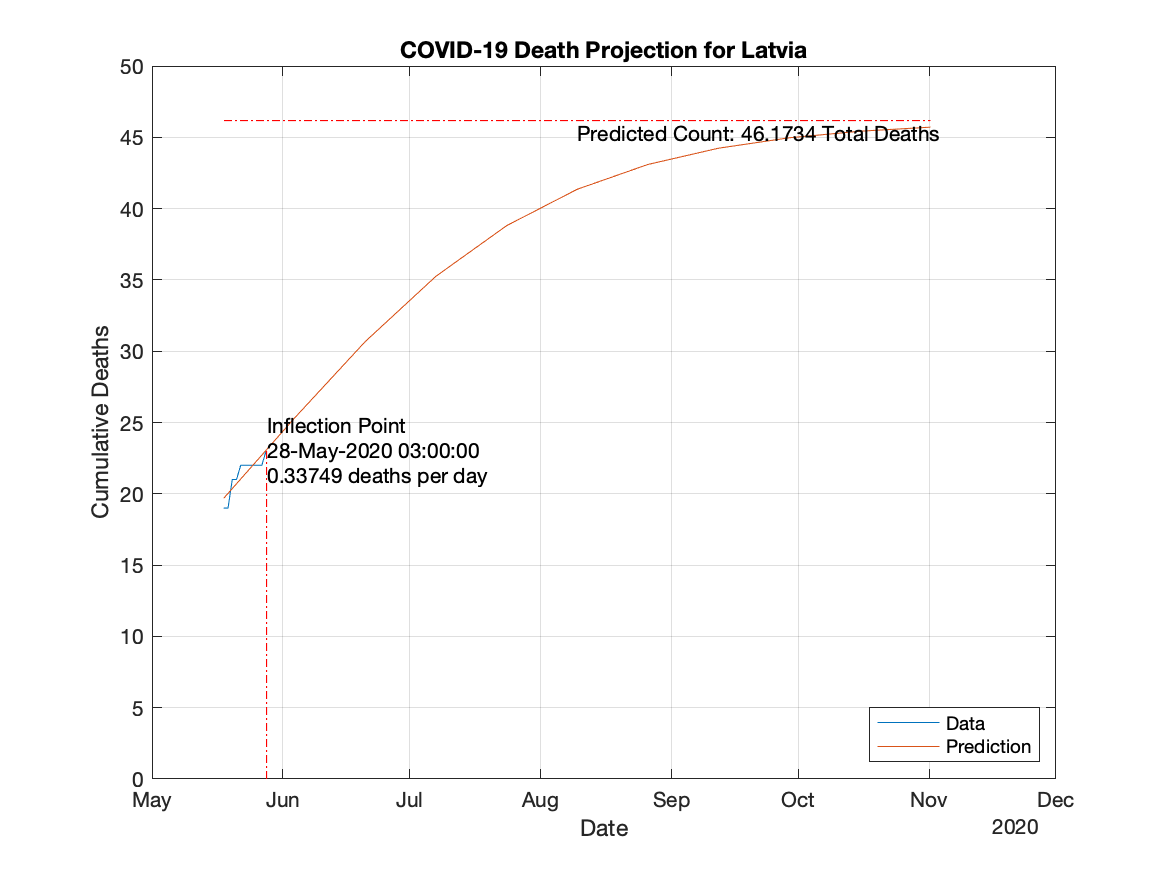 COVID-19 Death Projection for Latvia
50
45
40
35
30
25
20
15
10
5
0
Cumulative Deaths
Predicted Count: 46.1734 Total Deaths
Inflection Point
28-May-2020 03:00:00
0.33749 deaths per day
Data
Prediction
May Jun Jul Aug Sep Oct Nov Dec
Date
2020